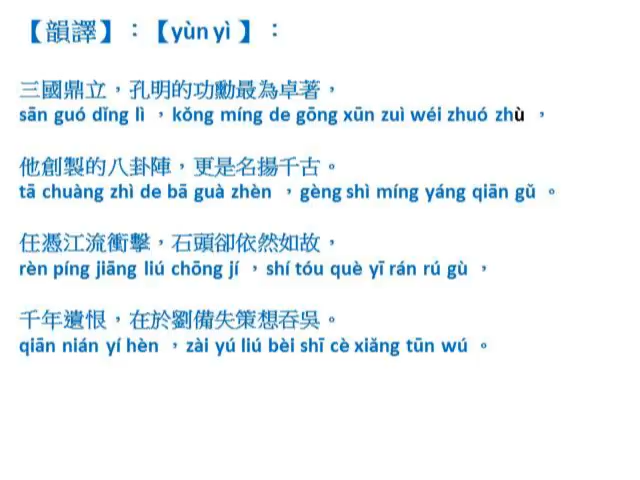 【韻譯】：【yùn yì 】：
三國鼎立，孔明的功勳最為卓著，
sān guó dǐng lì ，kǒng míng de gōng xūn zuì wéi zhuó zhù ，
他創製的八卦陣，更是名揚千古。
tā chuàng zhì de bā guà zhèn ，gèng shì míng yáng qiān gǔ 。
任憑江流衝擊，石頭卻依然如故，
rèn píng jiāng liú chōng jí ，shí tóu què yī rán rú gù ，
千年遺恨，在於劉備失策想吞吳。
qiān nián yí hèn ，zài yú liú bèi shī cè xiǎng tūn wú 。